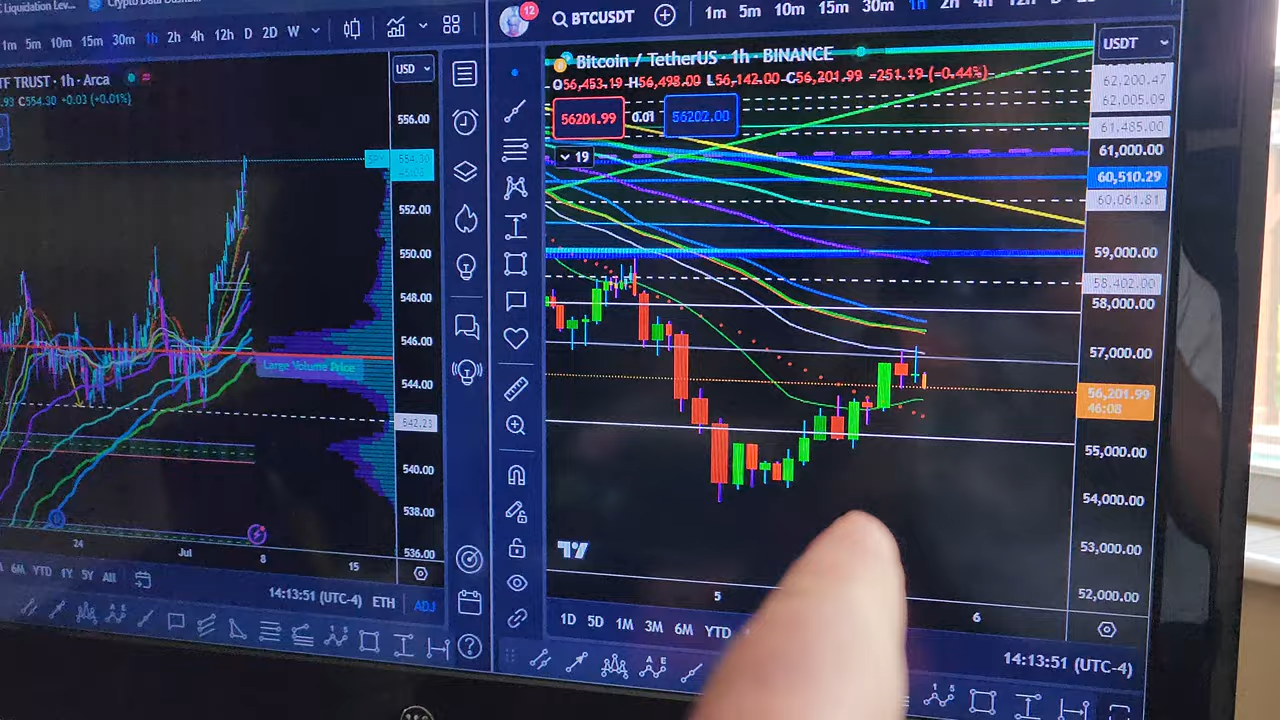 Liquidation Lev...
Crypto Data Dashb...
1m 5m 10m 15m 30m 1h 2h 4h 12h D 2D W
TF TRUST · 1h · Arca
.93 C554.30 +0.03 (+0.01%)
USD
556.00
SPY 554.30
552.00
550.00
548.00
546.00
Large Volume Price
544.00
542.23
540.00
538.00
536.00
24
Jul
8
15
6M YTD 1Y 5Y All
14:13:51 (UTC-4) ETH ADJ
12
BTCUSDT
1m 5m 10m 15m 30m 1h 2h 4h 12h
Bitcoin / TetherUS · 1h · BINANCE
O56,453.19 H56,498.00 L56,142.00 C56,201.99 −251.19 (−0.44%)
56201.99 0.01 56202.00
19
USDT
62,200.47
62,005.09
61,485.00
61,000.00
60,510.29
60,061.81
59,000.00
58,402.00
58,000.00
57,000.00
56,201.99
46:08
55,000.00
54,000.00
53,000.00
52,000.00
5
6
1D 5D 1M 3M 6M YTD
14:13:51 (UTC-4)